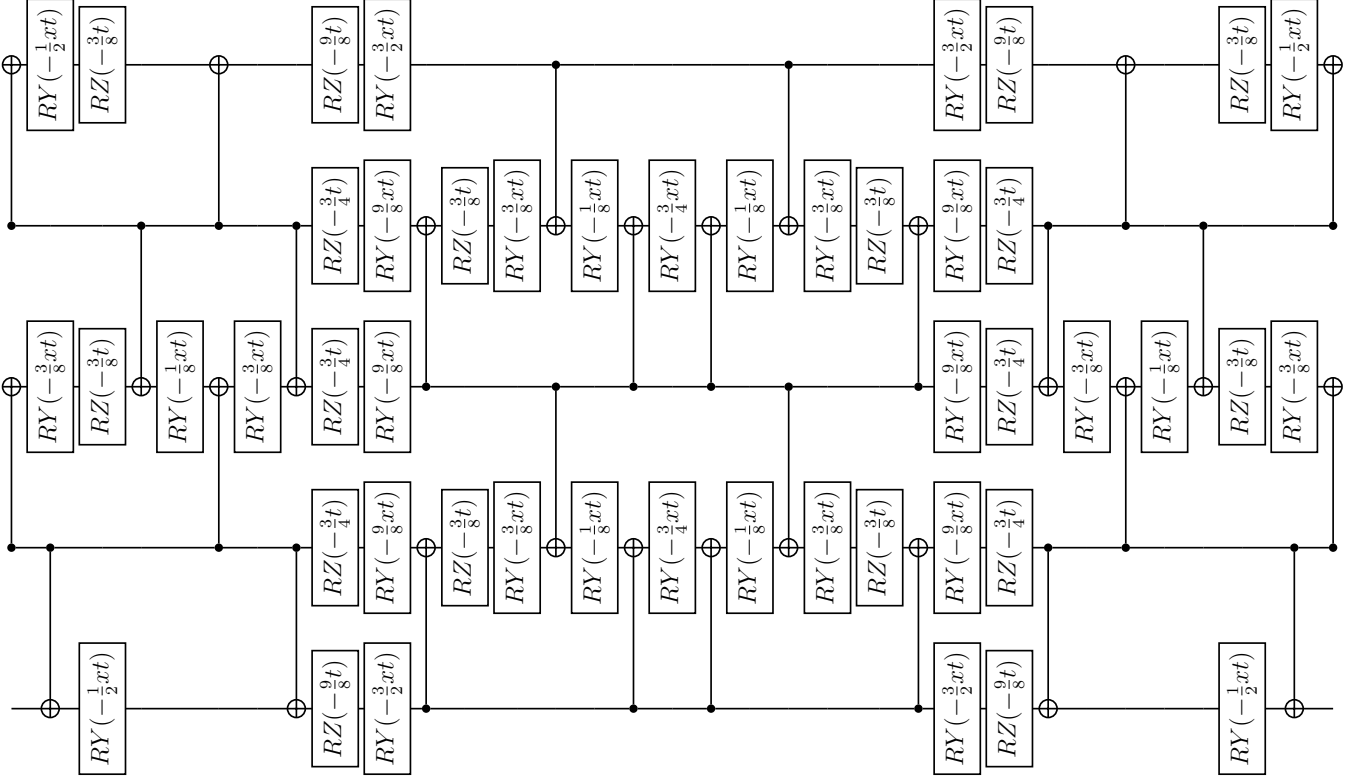 RY(−1/2xt)
RZ(−3/8t)
RZ(−9/8t)
RY(−3/2xt)
RY(−3/2xt)
RZ(−9/8t)
RZ(−3/8t)
RY(−1/2xt)
RZ(−3/4t)
RY(−9/8xt)
RZ(−3/8t)
RY(−3/8xt)
RY(−1/8xt)
RY(−3/4xt)
RY(−1/8xt)
RY(−3/8xt)
RZ(−3/8t)
RY(−9/8xt)
RZ(−3/4t)
RY(−3/8xt)
RZ(−3/8t)
RY(−1/8xt)
RY(−3/8xt)
RZ(−3/4t)
RY(−9/8xt)
RY(−9/8xt)
RZ(−3/4t)
RY(−3/8xt)
RY(−1/8xt)
RZ(−3/8t)
RY(−3/8xt)
RZ(−3/4t)
RY(−9/8xt)
RZ(−3/8t)
RY(−3/8xt)
RY(−1/8xt)
RY(−3/4xt)
RY(−1/8xt)
RY(−3/8xt)
RZ(−3/8t)
RY(−9/8xt)
RZ(−3/4t)
RY(−1/2xt)
RZ(−9/8t)
RY(−3/2xt)
RY(−3/2xt)
RZ(−9/8t)
RY(−1/2xt)